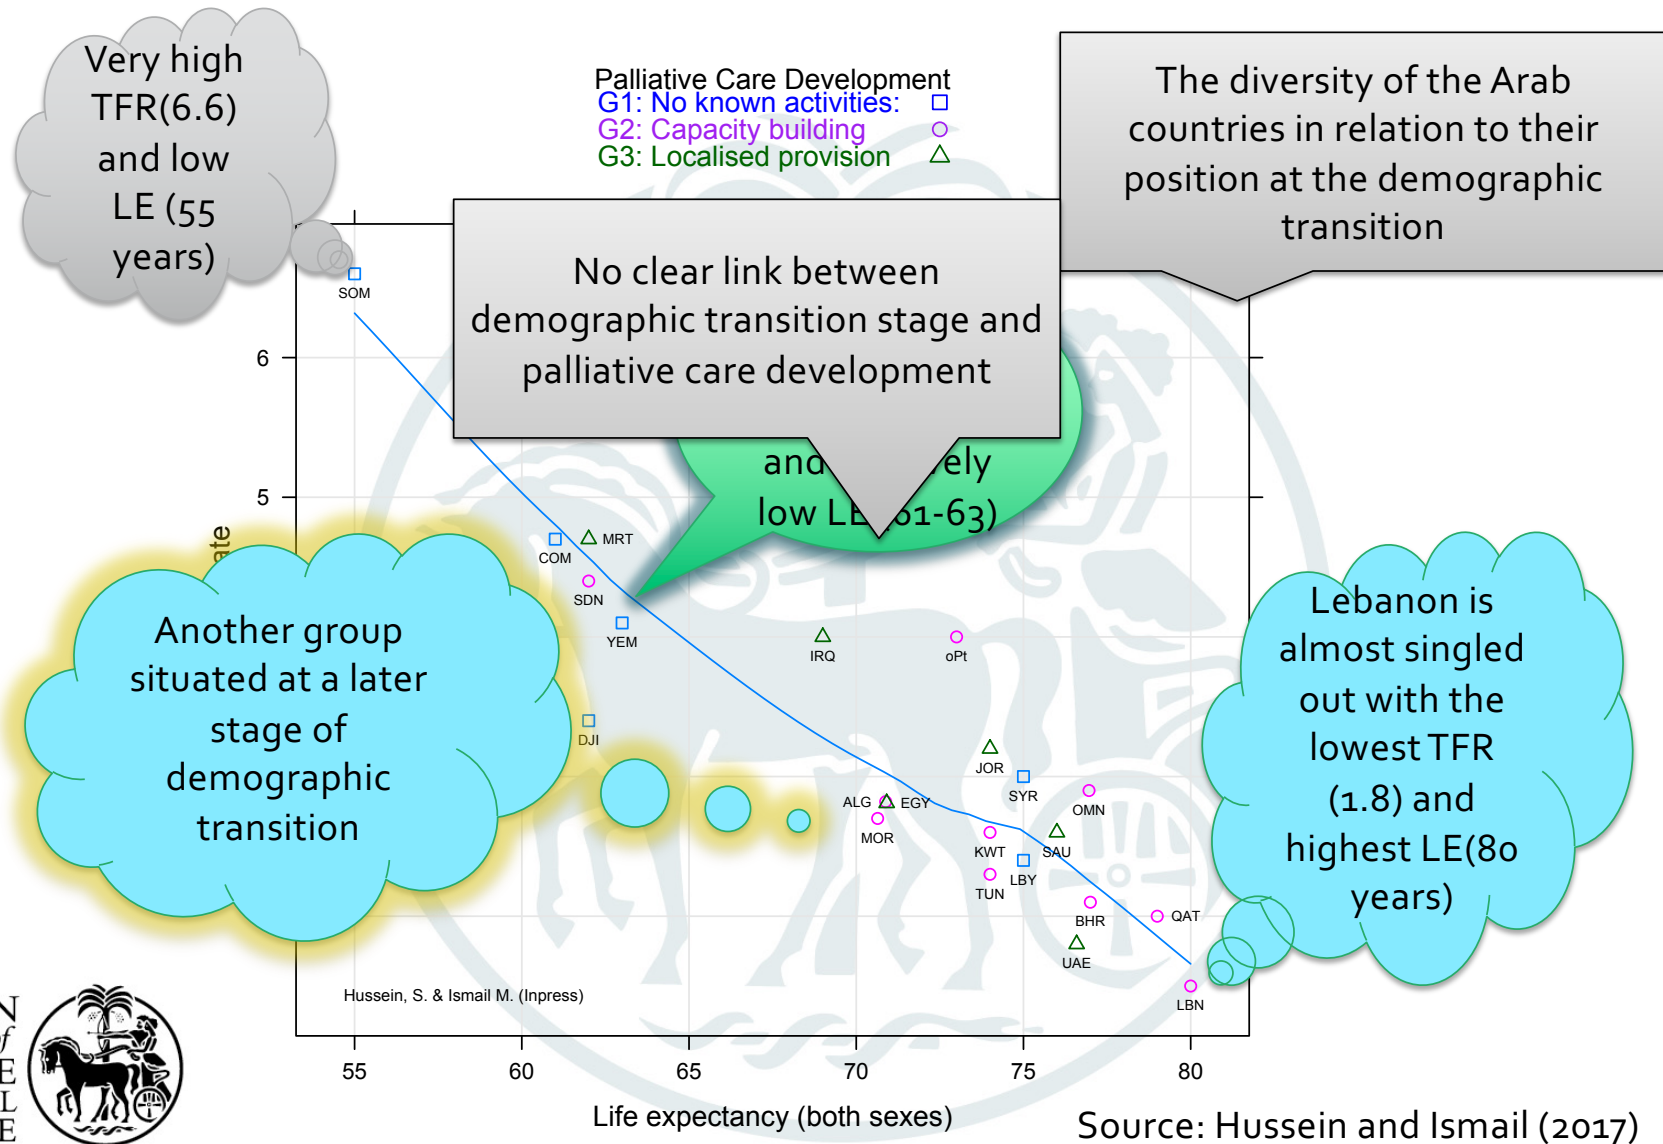 Very high
TFR(6.6)
and low
LE (55
years)
Palliative Care Development
G1: No known activities:
G2: Capacity building
G3: Localised provision
The diversity of the Arab
countries in relation to their
position at the demographic
transition
No clear link between
demographic transition stage and
palliative care development
low LE
61-63)
Another group
situated at a later
stage of
demographic
transition
Lebanon is
almost singled
out with the
lowest TFR
(1.8) and
highest LE(80
years)
6
5
SOM
COM
MRT
SDN
YEM
DJI
IRQ
oPt
JOR
SYR
OMN
ALG
EGY
MOR
KWT
SAU
TUN
LBY
BHR
QAT
UAE
LBN
Hussein, S. & Ismail M. (Inpress)
55 60 65 70 75 80
Life expectancy (both sexes)
Source: Hussein and Ismail (2017)